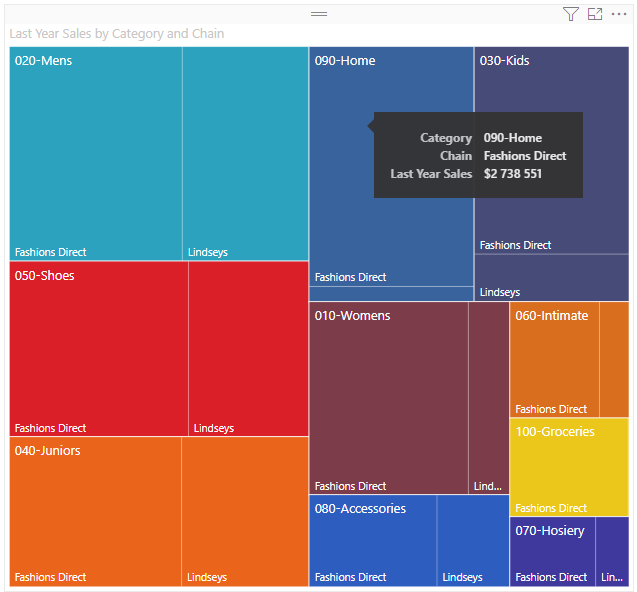 Last Year Sales by Category and Chain
020-Mens
Fashions Direct
Lindseys
090-Home
Fashions Direct
030-Kids
Fashions Direct
Lindseys
Category 090-Home
Chain Fashions Direct
Last Year Sales $2 738 551
050-Shoes
Fashions Direct
Lindseys
010-Womens
Fashions Direct
Lind...
060-Intimate
Fashions Direct
100-Groceries
Fashions Direct
040-Juniors
Fashions Direct
Lindseys
080-Accessories
Fashions Direct
Lindseys
070-Hosiery
Fashions Direct
Lin...